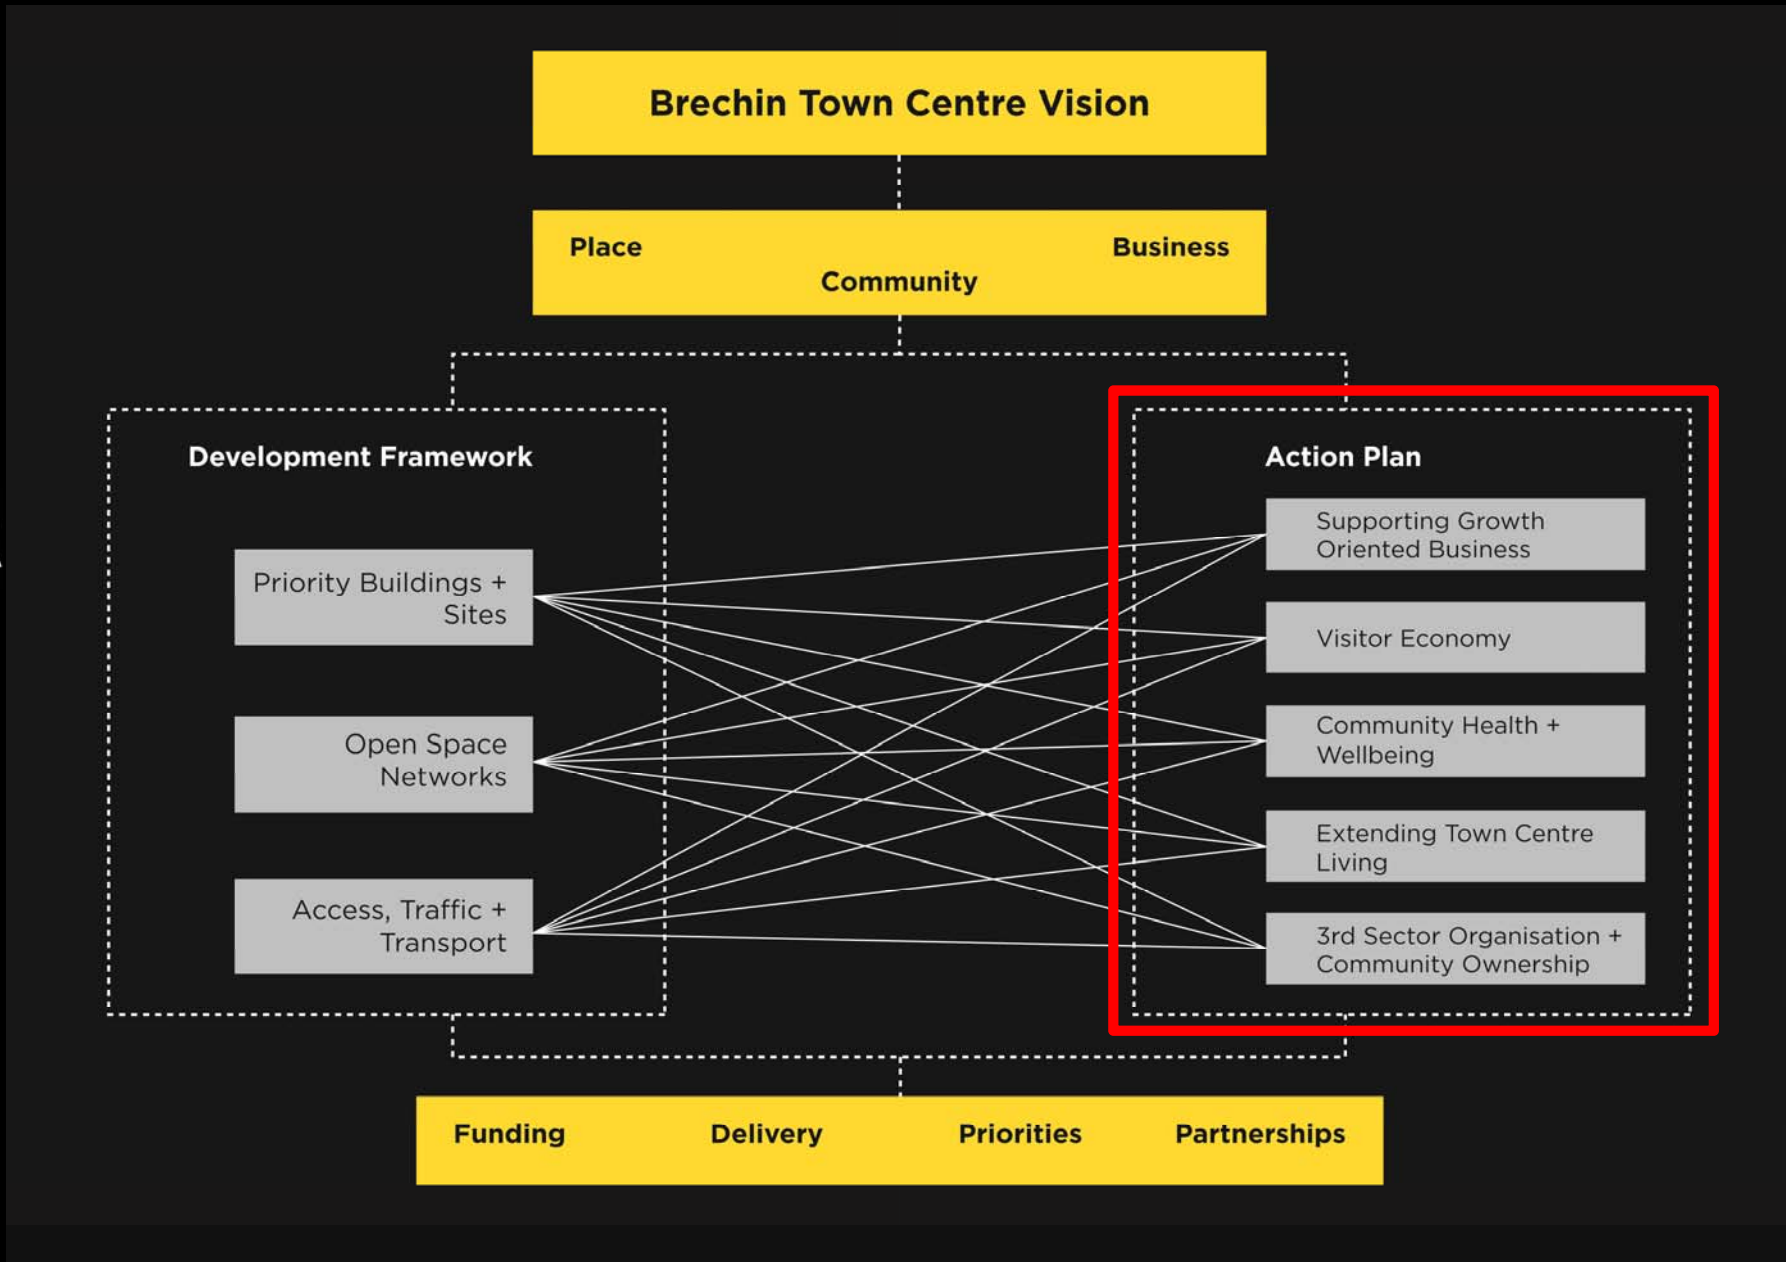 Brechin Town Centre Vision
Place
Business
Community
Development Framework
Priority Buildings +
Sites
Open Space
Networks
Access, Traffic +
Transport
Action Plan
Supporting Growth
Oriented Business
Visitor Economy
Community Health +
Wellbeing
Extending Town Centre
Living
3rd Sector Organisation +
Community Ownership
Funding
Delivery
Priorities
Partnerships